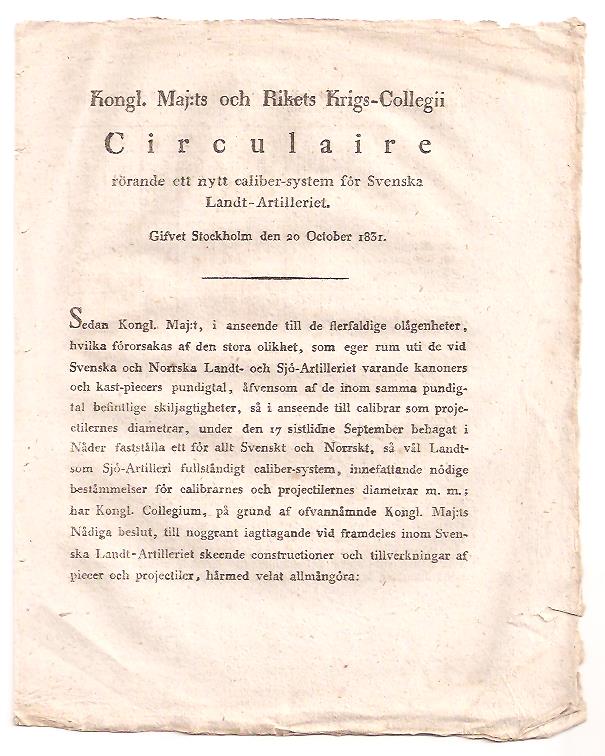 Kongl. Maj:ts och Rikets Krigs-Collegii
Circulaire
rörande ett nytt caliber-system för Svenska
Landt-Artilleriet.
Gifvet Stockholm den 20 October 1831.
Sedan Kongl. Maj:t, i anseende till de flerfaldige olägenheter,
hvilka förorsakas af den stora olikhet, som eger rum uti de vid
Svenska och Norrska Landt- och Sjö-Artilleriet varande kanoners
och kast-piecers pundigtal, äfvensom af de inom samma pundig-
tal befintlige skiljagtigheter, så i anseende till calibrar som proje-
ctilernes diametrar, under den 17 sistlidne September behagat i
Nåder fastställa ett för allt Svenskt och Norrskt, så väl Landt-
som Sjö-Artilleri fullständigt caliber-system, innefattande nödige
bestämmelser för calibrarnes och projectilernes diametrar m. m.;
har Kongl. Collegium, på grund af ofvannämnde Kongl. Maj:ts
Nådiga beslut, till noggrant iagttagande vid framdeles inom Sven-
ska Landt-Artilleriet skeende constructioner och tillverkningar af
piecer och projectiler, härmed velat allmängöra: